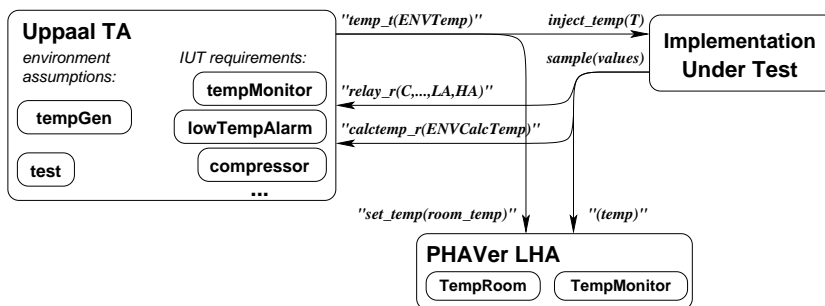 Uppaal TA
environment
assumptions:
IUT requirements:
tempGen
test
tempMonitor
lowTempAlarm
compressor
...
"temp_t(ENVTemp)"
inject_temp(T)
sample(values)
"relay_r(C,...,LA,HA)"
"calctemp_r(ENVCalcTemp)"
Implementation
Under Test
"set_temp(room_temp)"
"(temp)"
PHAVer LHA
TempRoom
TempMonitor